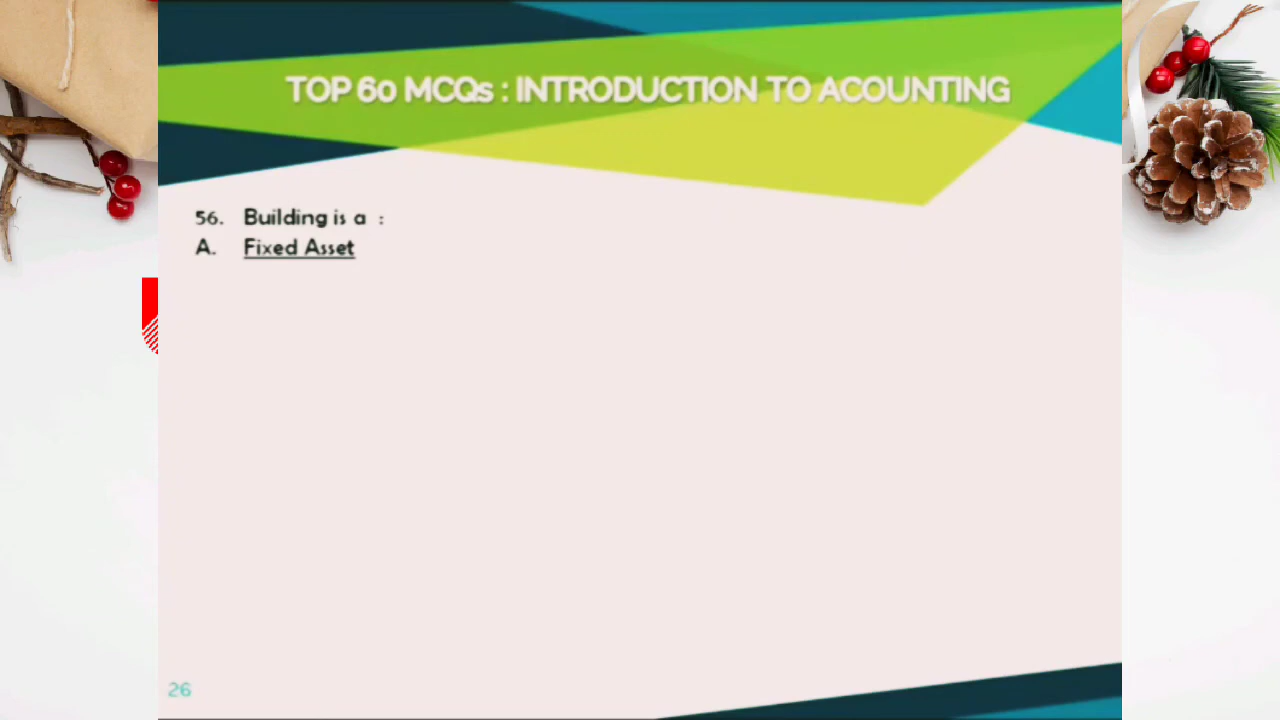 TOP 60 MCQs : INTRODUCTION TO ACOUNTING
56. Building is a :
A. Fixed Asset
26